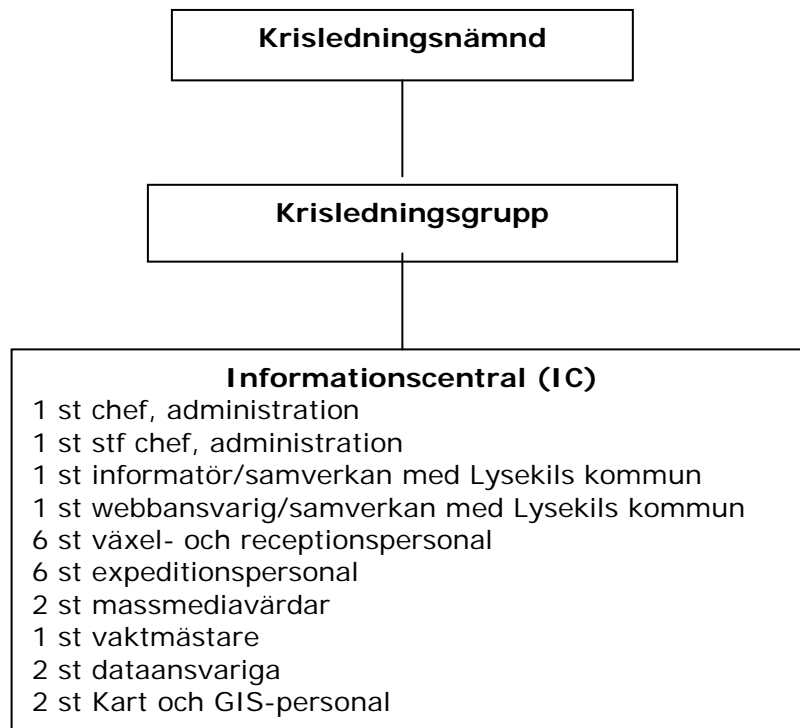 Krisledningsnämnd
Krisledningsgrupp
Informationscentral (IC)
1 st chef, administration
1 st stf chef, administration
1 st informatör/samverkan med Lysekils kommun
1 st webbansvarig/samverkan med Lysekils kommun
6 st växel- och receptionspersonal
6 st expeditionspersonal
2 st massmediavärdar
1 st vaktmästare
2 st dataansvariga
2 st Kart och GIS-personal